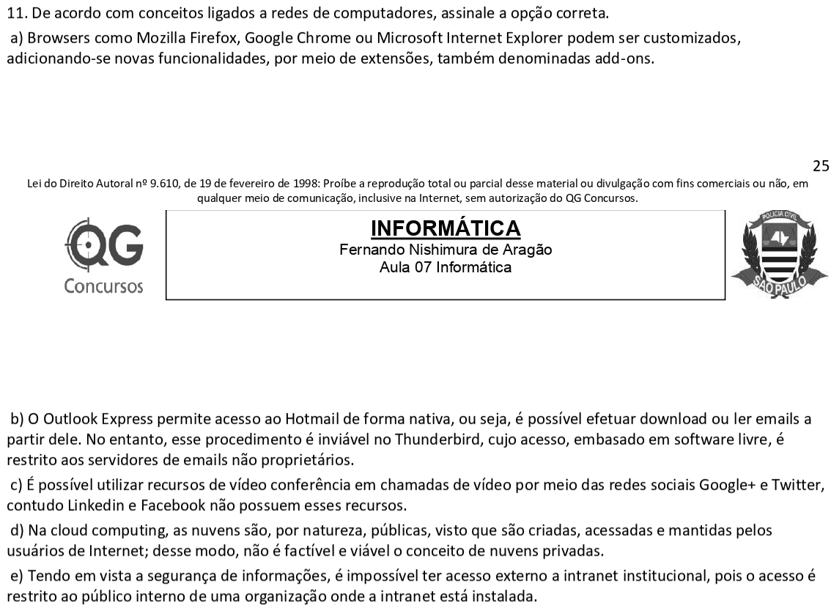 11. De acordo com conceitos ligados a redes de computadores, assinale a opção correta.
a) Browsers como Mozilla Firefox, Google Chrome ou Microsoft Internet Explorer podem ser customizados,
adicionando-se novas funcionalidades, por meio de extensões, também denominadas add-ons.
25
Lei do Direito Autoral nº 9.610, de 19 de fevereiro de 1998: Proíbe a reprodução total ou parcial desse material ou divulgação com fins comerciais ou não, em
qualquer meio de comunicação, inclusive na Internet, sem autorização do QG Concursos.
QG
Concursos
INFORMÁTICA
Fernando Nishimura de Aragão
Aula 07 Informática
POLÍCIA CIVIL
SÃO PAULO
b) O Outlook Express permite acesso ao Hotmail de forma nativa, ou seja, é possível efetuar download ou ler emails a
partir dele. No entanto, esse procedimento é inviável no Thunderbird, cujo acesso, embasado em software livre, é
restrito aos servidores de emails não proprietários.
c) É possível utilizar recursos de vídeo conferência em chamadas de vídeo por meio das redes sociais Google+ e Twitter,
contudo Linkedin e Facebook não possuem esses recursos.
d) Na cloud computing, as nuvens são, por natureza, públicas, visto que são criadas, acessadas e mantidas pelos
usuários de Internet; desse modo, não é factível e viável o conceito de nuvens privadas.
e) Tendo em vista a segurança de informações, é impossível ter acesso externo a intranet institucional, pois o acesso é
restrito ao público interno de uma organização onde a intranet está instalada.